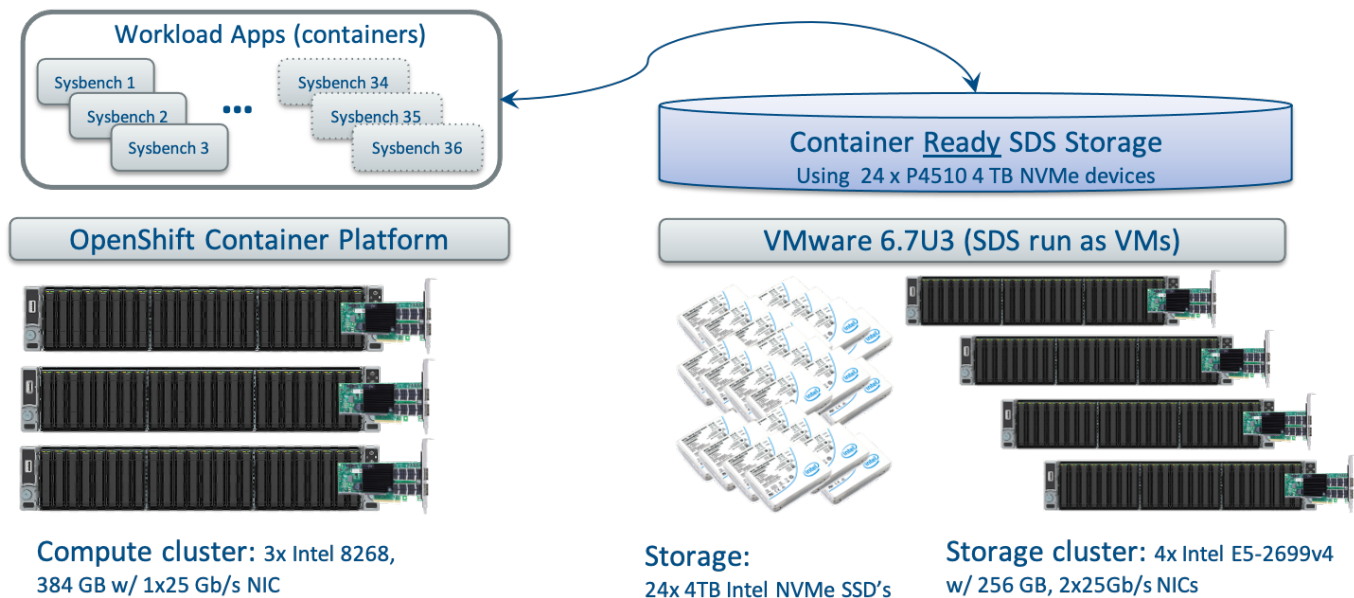 Workload Apps (containers)
Sysbench 1
Sysbench 2
Sysbench 3
...
Sysbench 34
Sysbench 35
Sysbench 36
Container Ready SDS Storage
Using 24 x P4510 4 TB NVMe devices
OpenShift Container Platform
VMware 6.7U3 (SDS run as VMs)
Compute cluster: 3x Intel 8268,
384 GB w/ 1x25 Gb/s NIC
Storage:
24x 4TB Intel NVMe SSD's
Storage cluster: 4x Intel E5-2699v4
w/ 256 GB, 2x25Gb/s NICs